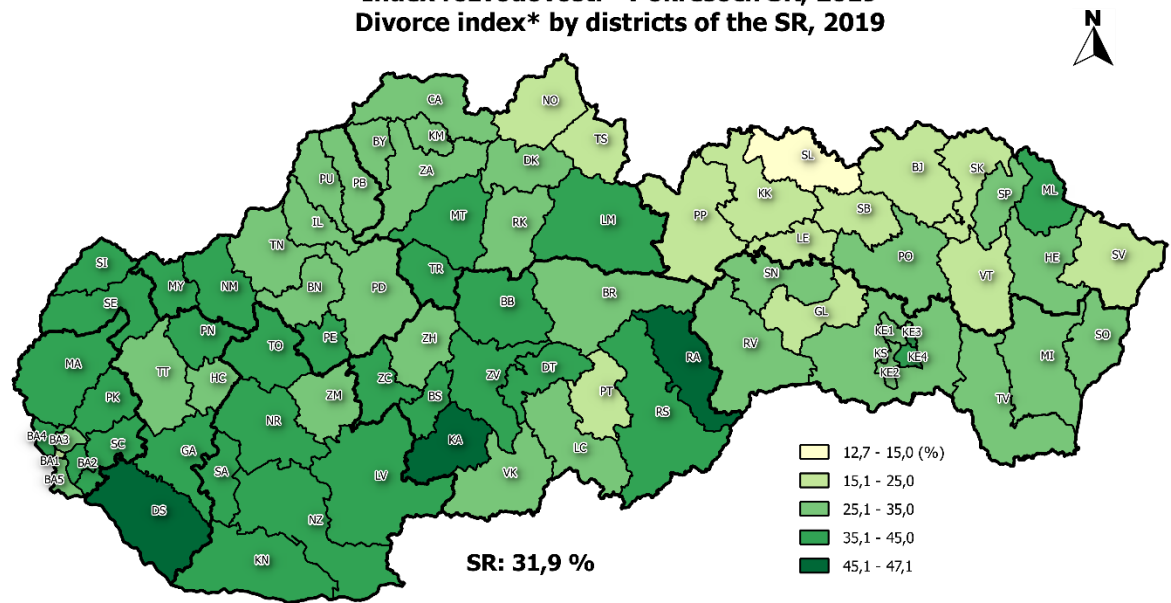 Divorce index* by districts of the SR, 2019
N
CA
NO
TS
BY
KM
PU
PB
ZA
DK
SL
BJ
SK
SP
ML
KK
IL
MT
RK
LM
PP
SB
TN
LE
PO
HE
SV
SI
TR
SN
VT
SE
MY
NM
BN
PD
BB
BR
GL
PN
TO
PE
ZH
RV
KE1
KE3
SO
MA
TT
HC
ZC
ZV
DT
RA
KS
KE4
MI
KE2
PK
ZM
BS
PT
RS
TV
NR
BA4
BA3
SC
GA
KA
LC
BA1
BA2
SA
LV
VK
BA5
DS
NZ
KN
12,7 - 15,0 (%)
15,1 - 25,0
25,1 - 35,0
35,1 - 45,0
45,1 - 47,1
SR: 31,9 %